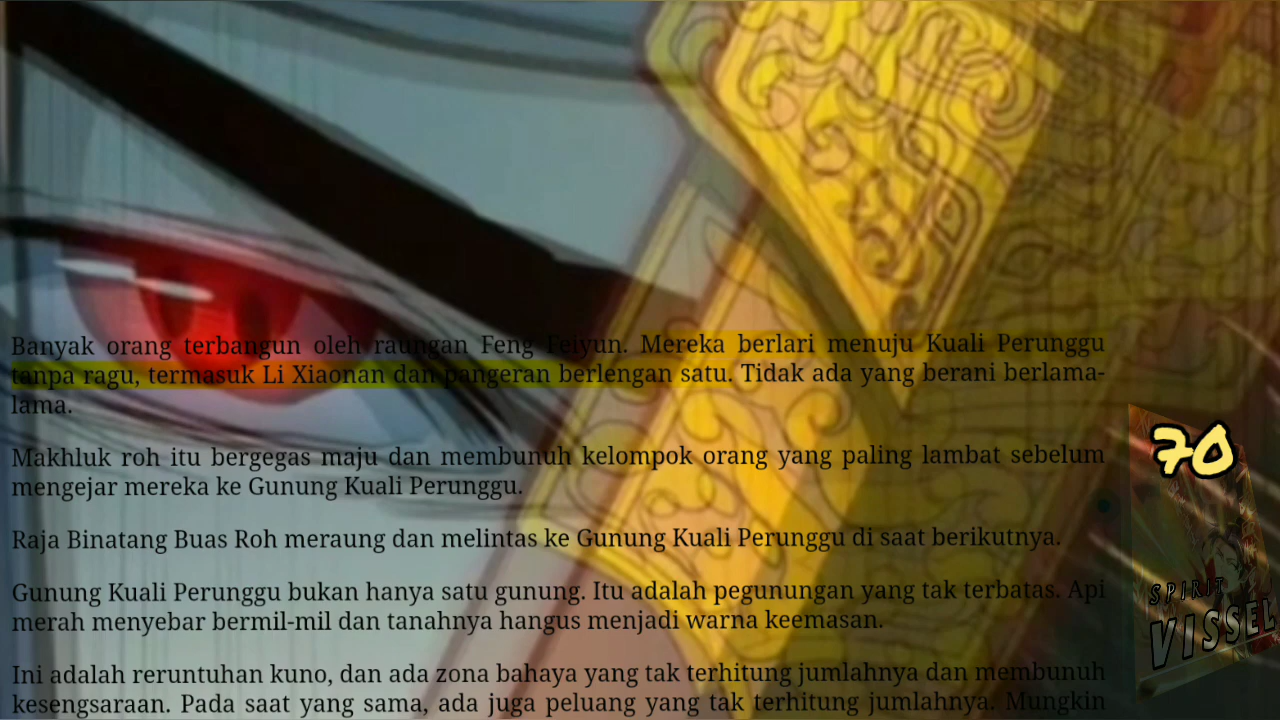 Banyak orang terbangun oleh raungan Feng Feiyun. Mereka berlari menuju Kuali Perunggu
tanpa ragu, termasuk Li Xiaonan dan pangeran berlengan satu. Tidak ada yang berani berlama-
lama.
Makhluk roh itu bergegas maju dan membunuh kelompok orang yang paling lambat sebelum
mengejar mereka ke Gunung Kuali Perunggu.
Raja Binatang Buas Roh meraung dan melintas ke Gunung Kuali Perunggu di saat berikutnya.
Gunung Kuali Perunggu bukan hanya satu gunung. Itu adalah pegunungan yang tak terbatas. Api
merah menyebar bermil-mil dan tanahnya hangus menjadi warna keemasan.
Ini adalah reruntuhan kuno, dan ada zona bahaya yang tak terhitung jumlahnya dan membunuh
kesengsaraan. Pada saat yang sama, ada juga peluang yang tak terhitung jumlahnya. Mungkin
70
SPIRIT
VISSEL